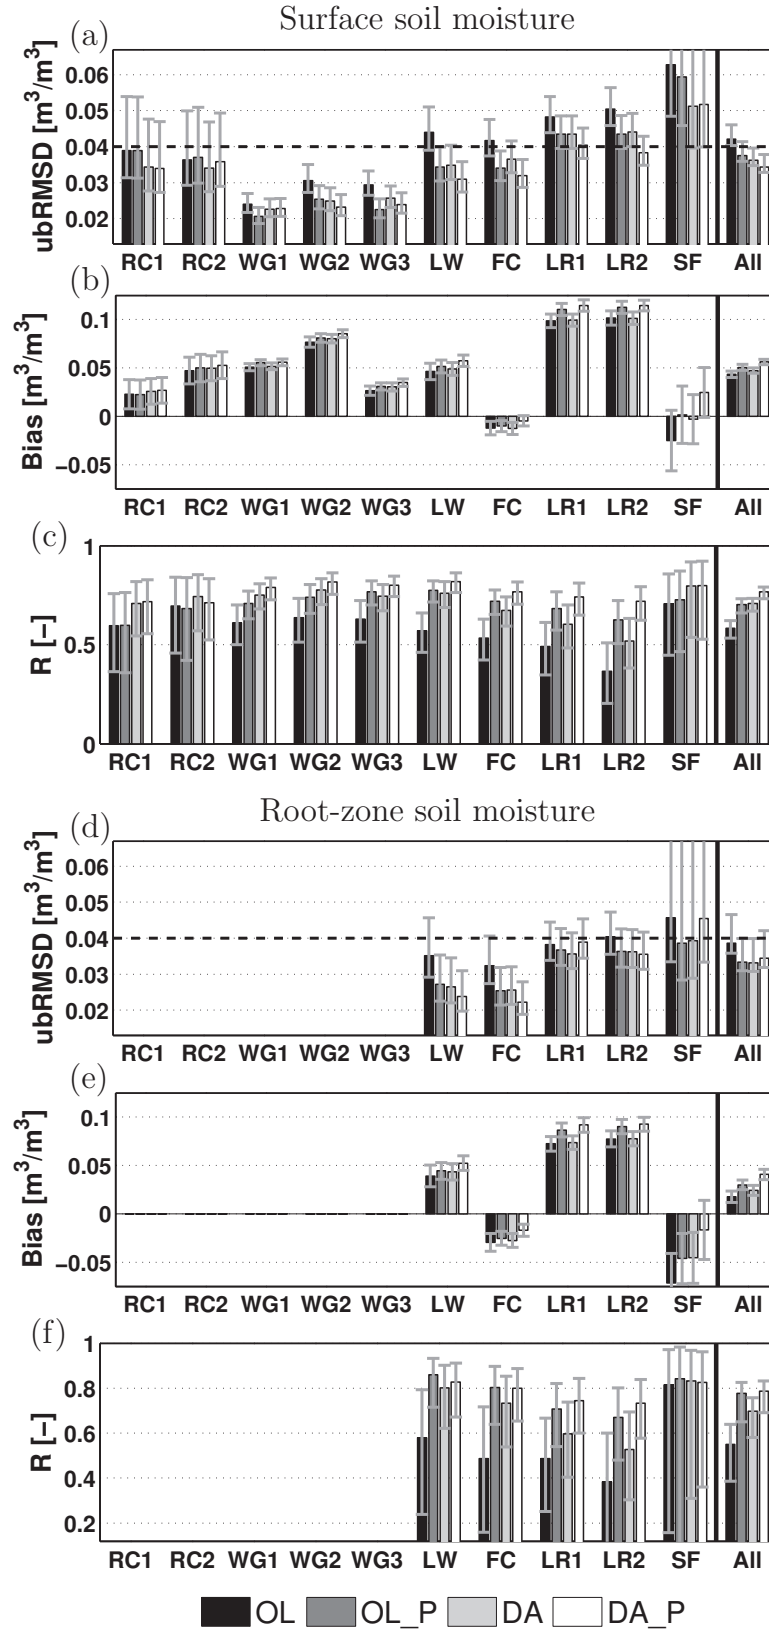 Surface soil moisture
(a)
ubRMSD [m³/m³]
0.06
0.05
0.04
0.03
0.02
RC1 RC2 WG1 WG2 WG3 LW FC LR1 LR2 SF All
(b)
Bias [m³/m³]
0.1
0.05
0
−0.05
RC1 RC2 WG1 WG2 WG3 LW FC LR1 LR2 SF All
(c)
R [−]
1
0.5
0
RC1 RC2 WG1 WG2 WG3 LW FC LR1 LR2 SF All
Root-zone soil moisture
(d)
ubRMSD [m³/m³]
0.06
0.05
0.04
0.03
0.02
RC1 RC2 WG1 WG2 WG3 LW FC LR1 LR2 SF All
(e)
Bias [m³/m³]
0.1
0.05
0
−0.05
RC1 RC2 WG1 WG2 WG3 LW FC LR1 LR2 SF All
(f)
R [−]
1
0.8
0.6
0.4
0.2
RC1 RC2 WG1 WG2 WG3 LW FC LR1 LR2 SF All
OL OL_P DA DA_P